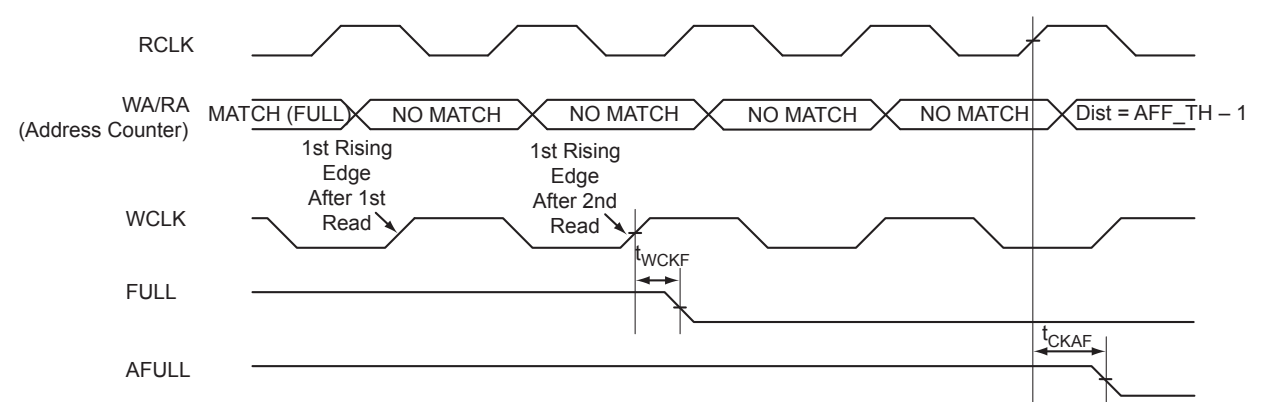 RCLK
WA/RA
(Address Counter)
MATCH (FULL)
NO MATCH
NO MATCH
NO MATCH
NO MATCH
Dist = AFF_TH – 1
1st Rising
Edge
After 1st
Read
1st Rising
Edge
After 2nd
Read
WCLK
tWCKF
FULL
tCKAF
AFULL